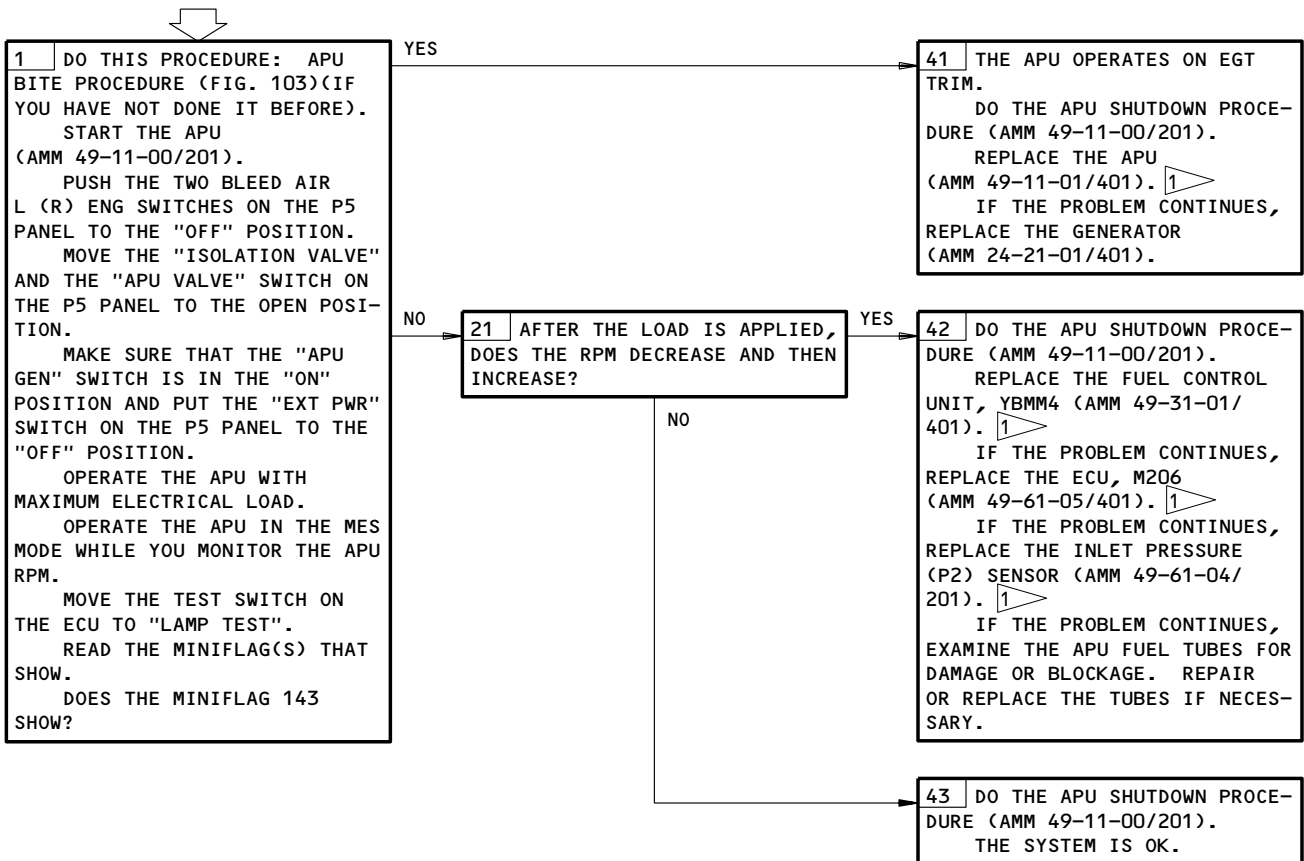 1 DO THIS PROCEDURE: APU
BITE PROCEDURE (FIG. 103)(IF
YOU HAVE NOT DONE IT BEFORE).
START THE APU
(AMM 49-11-00/201).
PUSH THE TWO BLEED AIR
L (R) ENG SWITCHES ON THE P5
PANEL TO THE "OFF" POSITION.
MOVE THE "ISOLATION VALVE"
AND THE "APU VALVE" SWITCH ON
THE P5 PANEL TO THE OPEN POSI-
TION.
MAKE SURE THAT THE "APU
GEN" SWITCH IS IN THE "ON"
POSITION AND PUT THE "EXT PWR"
SWITCH ON THE P5 PANEL TO THE
"OFF" POSITION.
OPERATE THE APU WITH
MAXIMUM ELECTRICAL LOAD.
OPERATE THE APU IN THE MES
MODE WHILE YOU MONITOR THE APU
RPM.
MOVE THE TEST SWITCH ON
THE ECU TO "LAMP TEST".
READ THE MINIFLAG(S) THAT
SHOW.
DOES THE MINIFLAG 143
SHOW?
YES
41 THE APU OPERATES ON EGT
TRIM.
DO THE APU SHUTDOWN PROCE-
DURE (AMM 49-11-00/201).
REPLACE THE APU
(AMM 49-11-01/401). 1
IF THE PROBLEM CONTINUES,
REPLACE THE GENERATOR
(AMM 24-21-01/401).
NO
21 AFTER THE LOAD IS APPLIED,
DOES THE RPM DECREASE AND THEN
INCREASE?
YES
42 DO THE APU SHUTDOWN PROCE-
DURE (AMM 49-11-00/201).
REPLACE THE FUEL CONTROL
UNIT, YBMM4 (AMM 49-31-01/
401). 1
IF THE PROBLEM CONTINUES,
REPLACE THE ECU, M206
(AMM 49-61-05/401). 1
IF THE PROBLEM CONTINUES,
REPLACE THE INLET PRESSURE
(P2) SENSOR (AMM 49-61-04/
201). 1
IF THE PROBLEM CONTINUES,
EXAMINE THE APU FUEL TUBES FOR
DAMAGE OR BLOCKAGE. REPAIR
OR REPLACE THE TUBES IF NECES-
SARY.
NO
43 DO THE APU SHUTDOWN PROCE-
DURE (AMM 49-11-00/201).
THE SYSTEM IS OK.